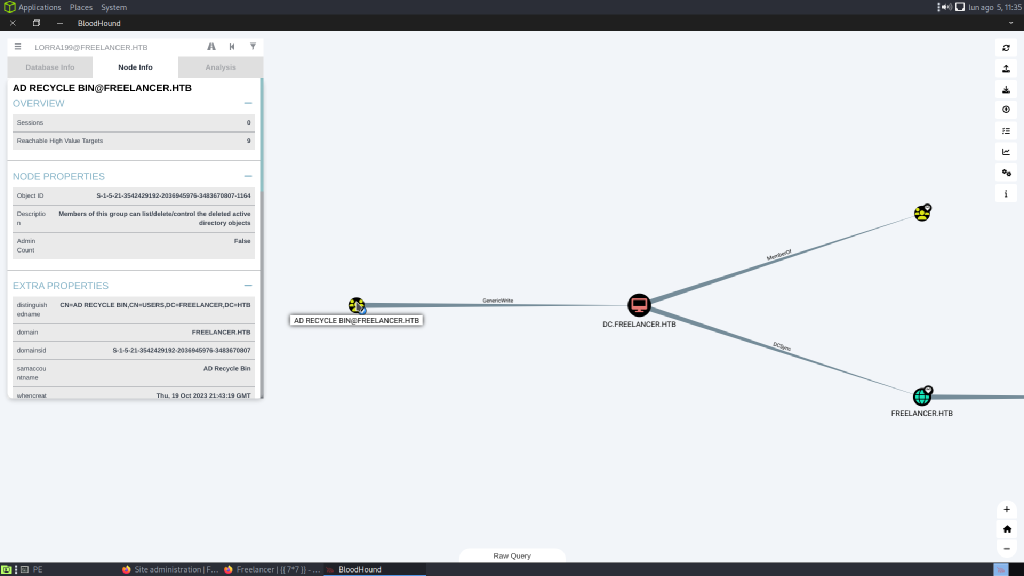 Applications Places System
lun ago 5, 11:35
BloodHound
LORRA199@FREELANCER.HTB
Database Info Node Info Analysis
AD RECYCLE BIN@FREELANCER.HTB
OVERVIEW
Sessions 0
Reachable High Value Targets 9
NODE PROPERTIES
Object ID S-1-5-21-3542429192-2036945976-3483670807-1164
Descriptio Members of this group can list/delete/control the deleted active
n directory objects
Admin False
Count
EXTRA PROPERTIES
distinguish CN=AD RECYCLE BIN,CN=USERS,DC=FREELANCER,DC=HTB
edname
domain FREELANCER.HTB
domainsid S-1-5-21-3542429192-2036945976-3483670807
samaccou AD Recycle Bin
ntname
whencreat Thu, 19 Oct 2023 21:43:19 GMT
MemberOf
GenericWrite
AD RECYCLE BIN@FREELANCER.HTB
DC.FREELANCER.HTB
DCSync
FREELANCER.HTB
Raw Query
PE
Site administration | F...
Freelancer | {{ 7*7 }} - ...
BloodHound